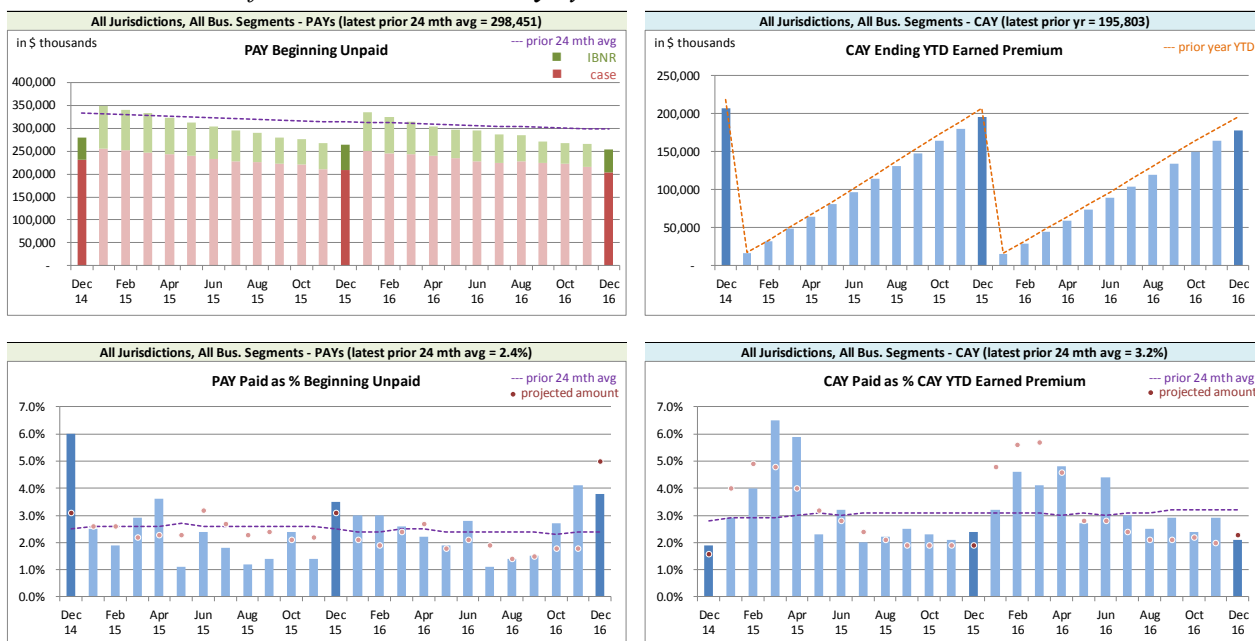 All Jurisdictions, All Bus. Segments - PAYs (latest prior 24 mth avg = 298,451)
in $ thousands
PAY Beginning Unpaid
--- prior 24 mth avg
IBNR
case
400,000
350,000
300,000
250,000
200,000
150,000
100,000
50,000
-
Dec 14
Feb 15
Apr 15
Jun 15
Aug 15
Oct 15
Dec 15
Feb 16
Apr 16
Jun 16
Aug 16
Oct 16
Dec 16
All Jurisdictions, All Bus. Segments - CAY (latest prior yr = 195,803)
in $ thousands
CAY Ending YTD Earned Premium
--- prior year YTD
250,000
200,000
150,000
100,000
50,000
-
Dec 14
Feb 15
Apr 15
Jun 15
Aug 15
Oct 15
Dec 15
Feb 16
Apr 16
Jun 16
Aug 16
Oct 16
Dec 16
All Jurisdictions, All Bus. Segments - PAYs (latest prior 24 mth avg = 2.4%)
PAY Paid as % Beginning Unpaid
--- prior 24 mth avg
• projected amount
7.0%
6.0%
5.0%
4.0%
3.0%
2.0%
1.0%
0.0%
Dec 14
Feb 15
Apr 15
Jun 15
Aug 15
Oct 15
Dec 15
Feb 16
Apr 16
Jun 16
Aug 16
Oct 16
Dec 16
All Jurisdictions, All Bus. Segments - CAY (latest prior 24 mth avg = 3.2%)
CAY Paid as % CAY YTD Earned Premium
--- prior 24 mth avg
• projected amount
7.0%
6.0%
5.0%
4.0%
3.0%
2.0%
1.0%
0.0%
Dec 14
Feb 15
Apr 15
Jun 15
Aug 15
Oct 15
Dec 15
Feb 16
Apr 16
Jun 16
Aug 16
Oct 16
Dec 16